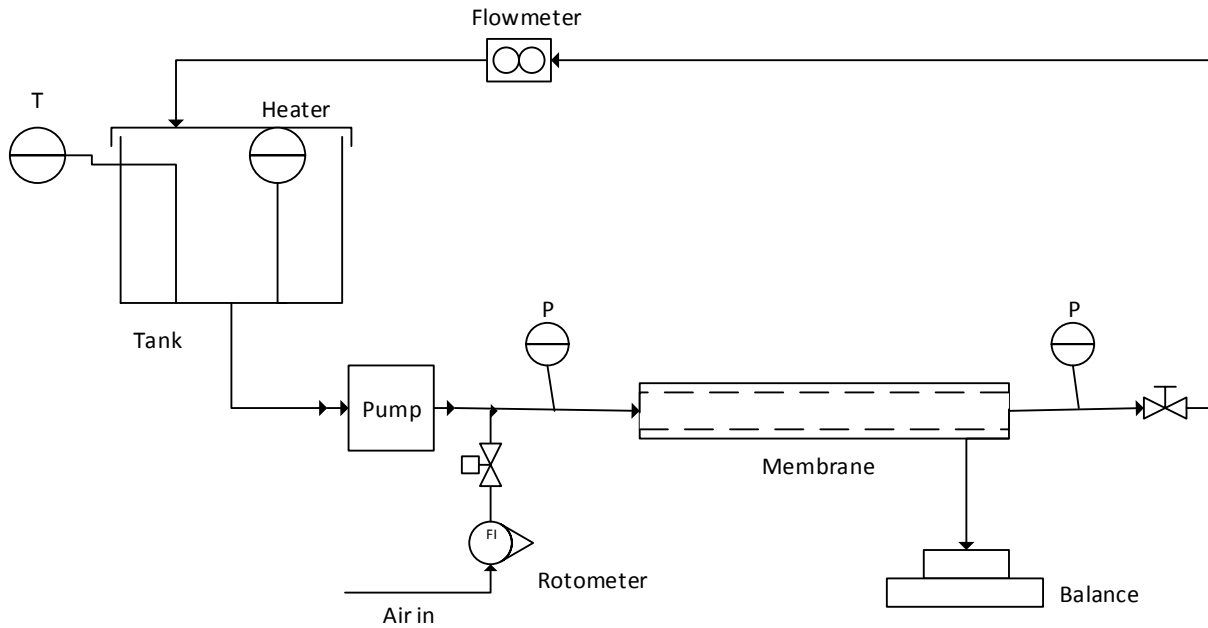 Flowmeter
T
Heater
Tank
P
P
Pump
Membrane
FI
Rotometer
Air in
Balance